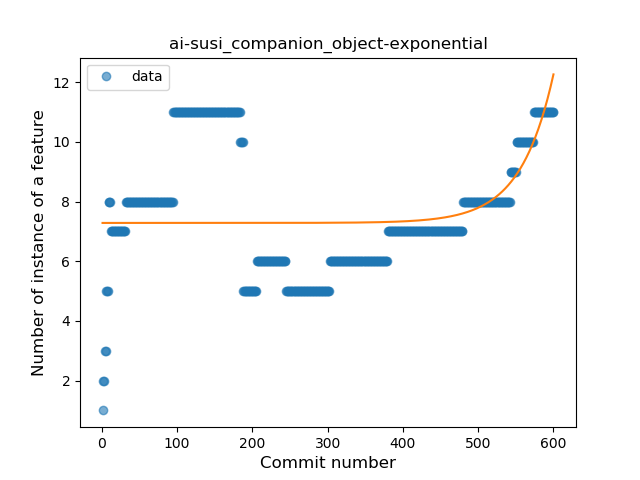 ai-susi_companion_object-exponential
data
Number of instance of a feature
12
10
8
6
4
2
0 100 200 300 400 500 600
Commit number